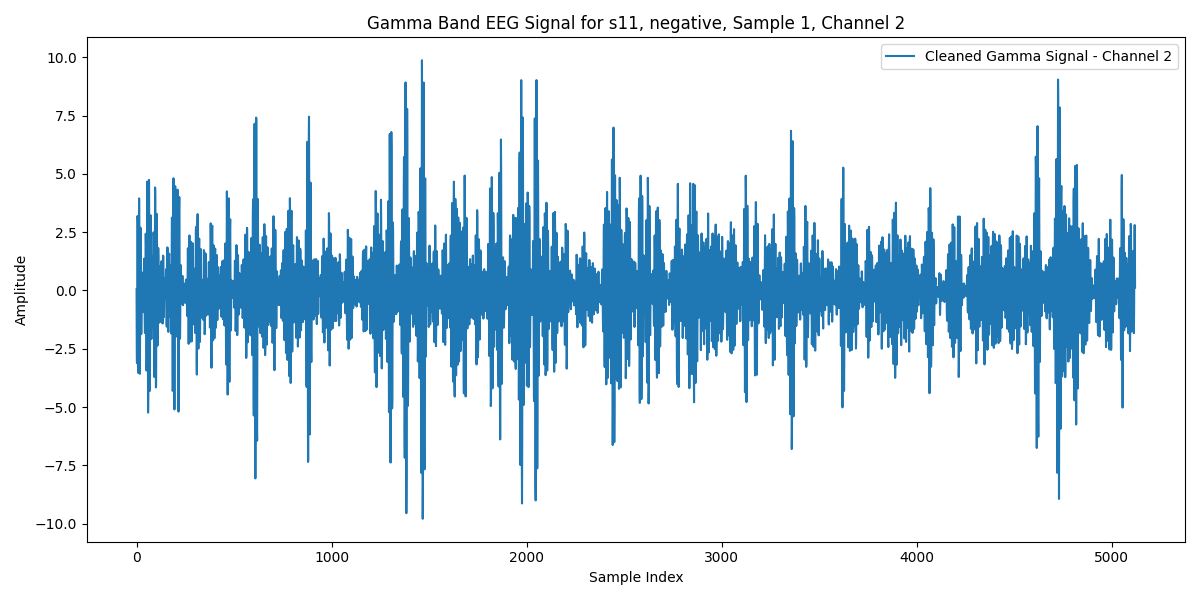 Gamma Band EEG Signal for s11, negative, Sample 1, Channel 2
Cleaned Gamma Signal - Channel 2
Amplitude
10.0
7.5
5.0
2.5
0.0
−2.5
−5.0
−7.5
−10.0
0 1000 2000 3000 4000 5000
Sample Index